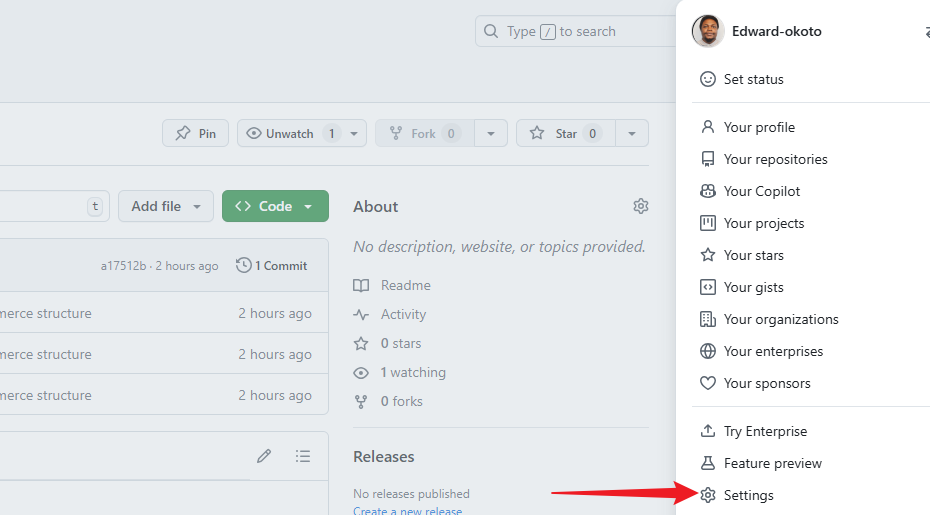 Type / to search
Pin
Unwatch 1
Fork 0
Star 0
t
Add file
Code
a17512b · 2 hours ago
1 Commit
merce structure
2 hours ago
merce structure
2 hours ago
merce structure
2 hours ago
About
No description, website, or topics provided.
Readme
Activity
0 stars
1 watching
0 forks
Releases
No releases published
Create a new release
Edward-okoto
Set status
Your profile
Your repositories
Your Copilot
Your projects
Your stars
Your gists
Your organizations
Your enterprises
Your sponsors
Try Enterprise
Feature preview
Settings